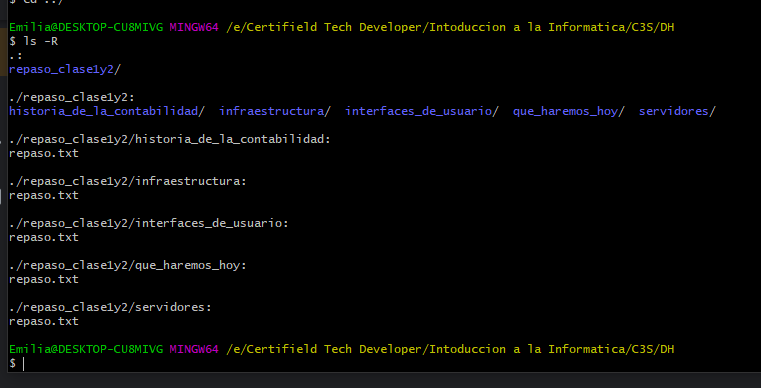 $ cd ../
Emilia@DESKTOP-CU8MIVG MINGW64 /e/Certifield Tech Developer/Intoduccion a la Informatica/C3S/DH
$ ls -R
.:
repaso_clase1y2/
./repaso_clase1y2:
historia_de_la_contabilidad/  infraestructura/  interfaces_de_usuario/  que_haremos_hoy/  servidores/
./repaso_clase1y2/historia_de_la_contabilidad:
repaso.txt
./repaso_clase1y2/infraestructura:
repaso.txt
./repaso_clase1y2/interfaces_de_usuario:
repaso.txt
./repaso_clase1y2/que_haremos_hoy:
repaso.txt
./repaso_clase1y2/servidores:
repaso.txt
Emilia@DESKTOP-CU8MIVG MINGW64 /e/Certifield Tech Developer/Intoduccion a la Informatica/C3S/DH
$